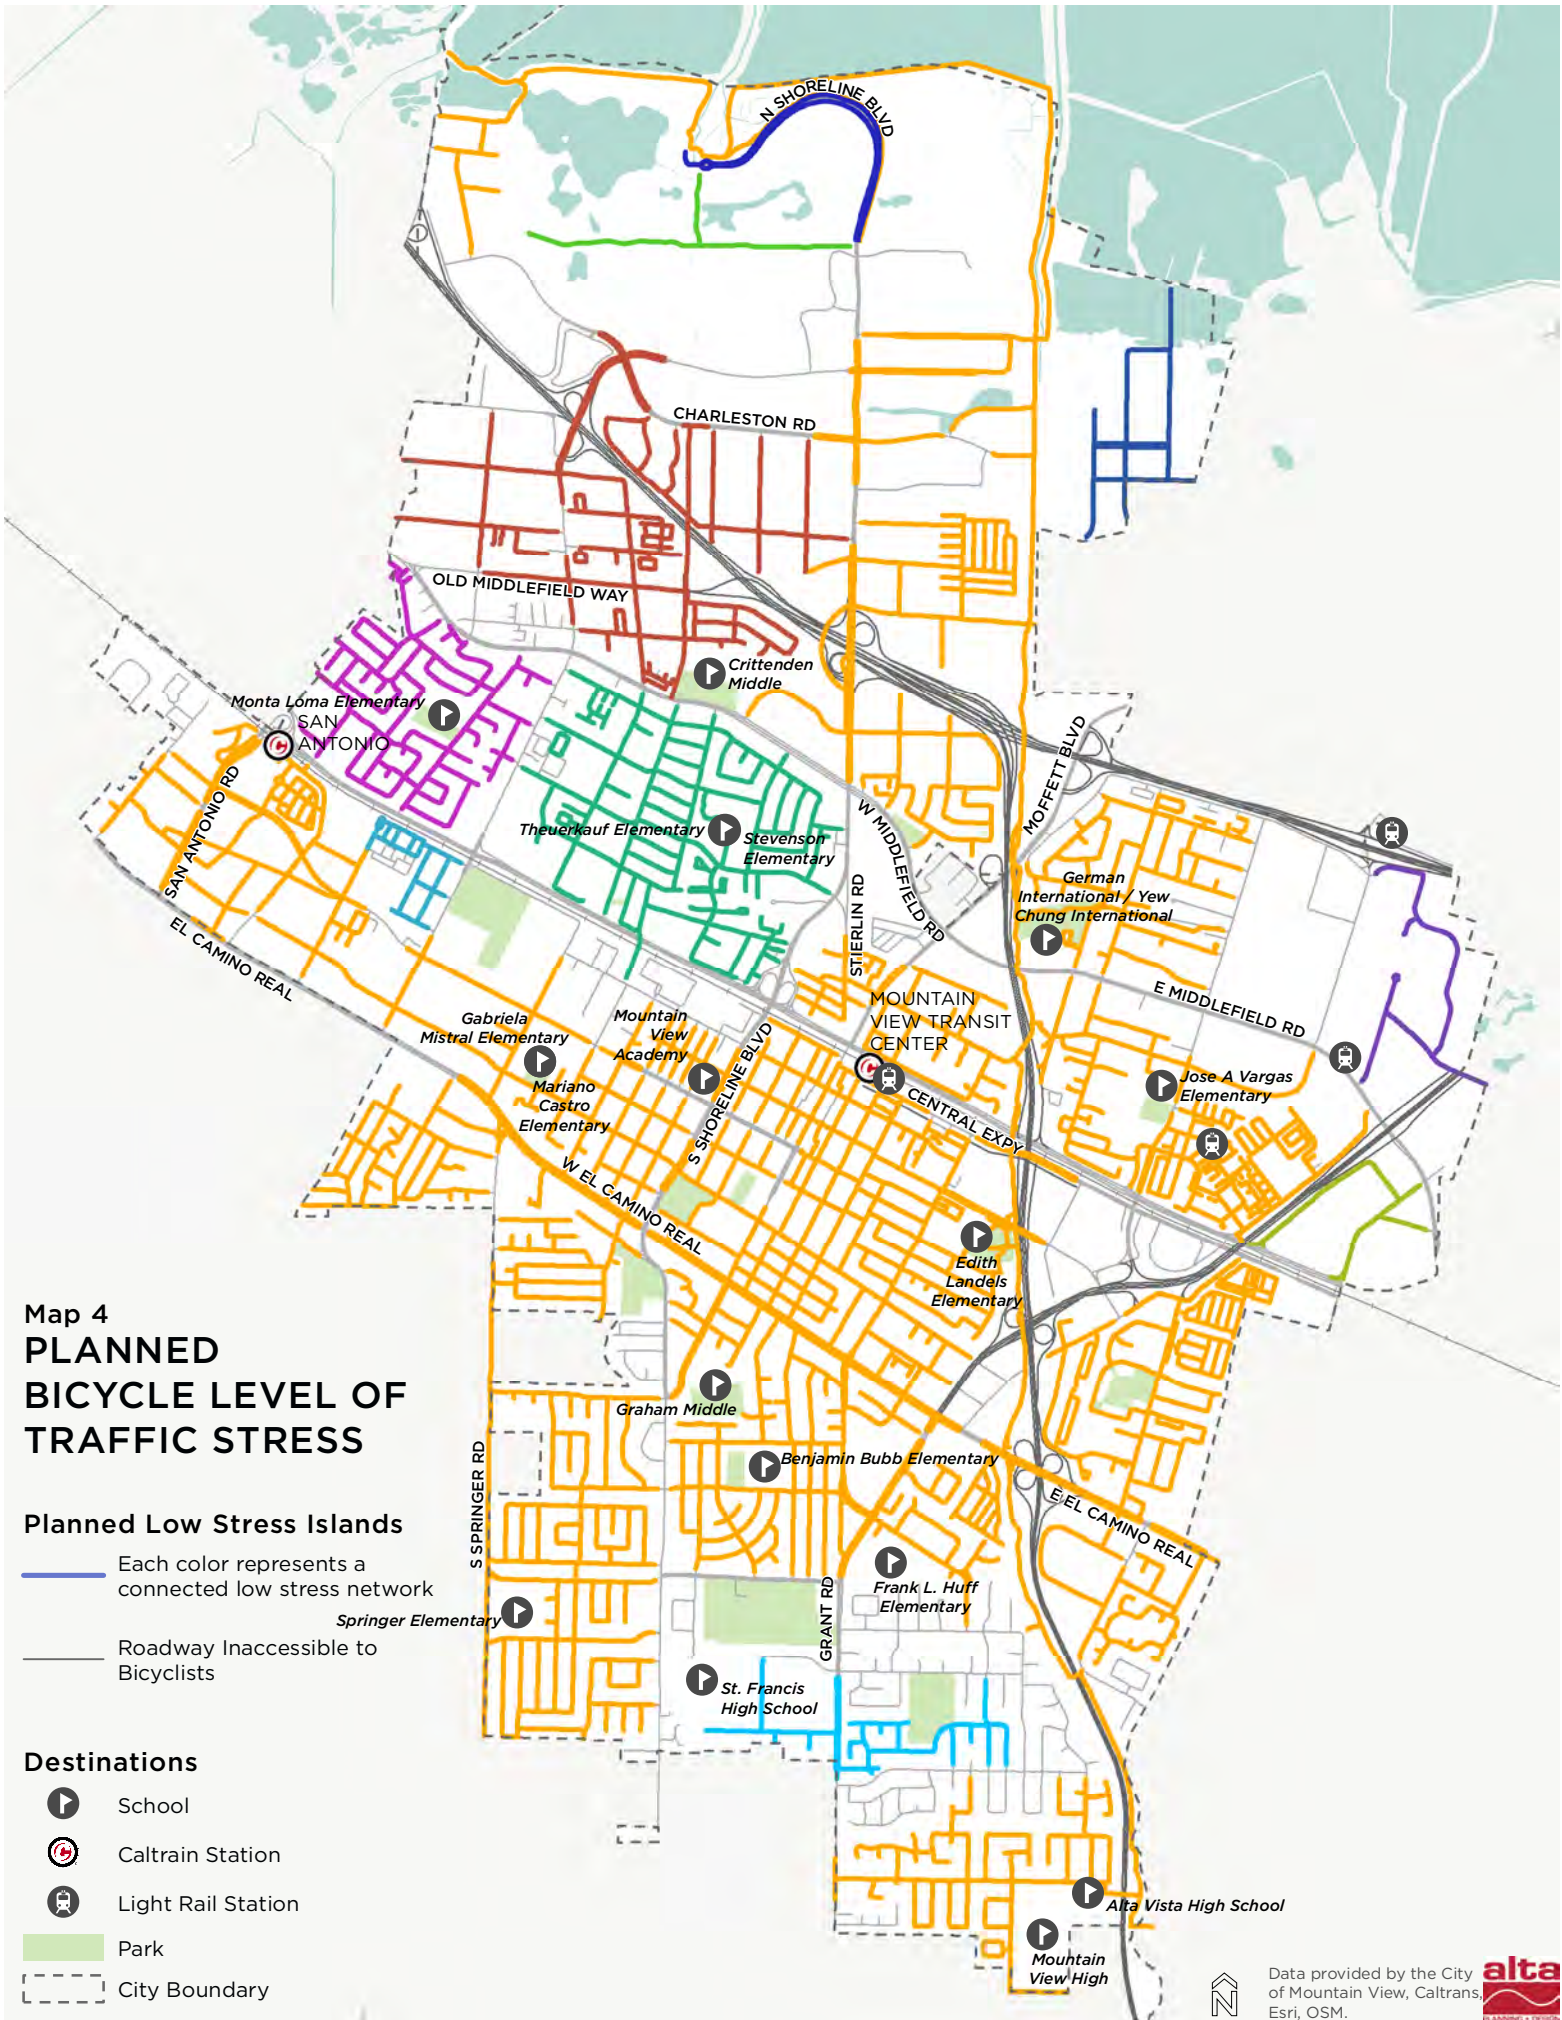 N SHORELINE BLVD
CHARLESTON RD
OLD MIDDLEFIELD WAY
Crittenden
Middle
Monta Loma Elementary
SAN
ANTONIO
MOFFETT BLVD
SAN ANTONIO RD
Theuerkauf Elementary
Stevenson
Elementary
W MIDDLEFIELD RD
German
International / Yew
Chung International
STIERLIN RD
EL CAMINO REAL
E MIDDLEFIELD RD
MOUNTAIN
VIEW TRANSIT
CENTER
Gabriela
Mistral Elementary
Mountain
View
Academy
Mariano
Castro
Elementary
S SHORELINE BLVD
CENTRAL EXPY
Jose A Vargas
Elementary
W EL CAMINO REAL
Edith
Landels
Elementary
Map 4
PLANNED
BICYCLE LEVEL OF
TRAFFIC STRESS
Graham Middle
Benjamin Bubb Elementary
S SPRINGER RD
E EL CAMINO REAL
Planned Low Stress Islands
Each color represents a
connected low stress network
Roadway Inaccessible to
Bicyclists
Frank L. Huff
Elementary
GRANT RD
Springer Elementary
St. Francis
High School
Destinations
School
Caltrain Station
Light Rail Station
Park
City Boundary
Alta Vista High School
Mountain
View High
N
Data provided by the City
of Mountain View, Caltrans,
Esri, OSM.
alta
PLANNING + DESIGN